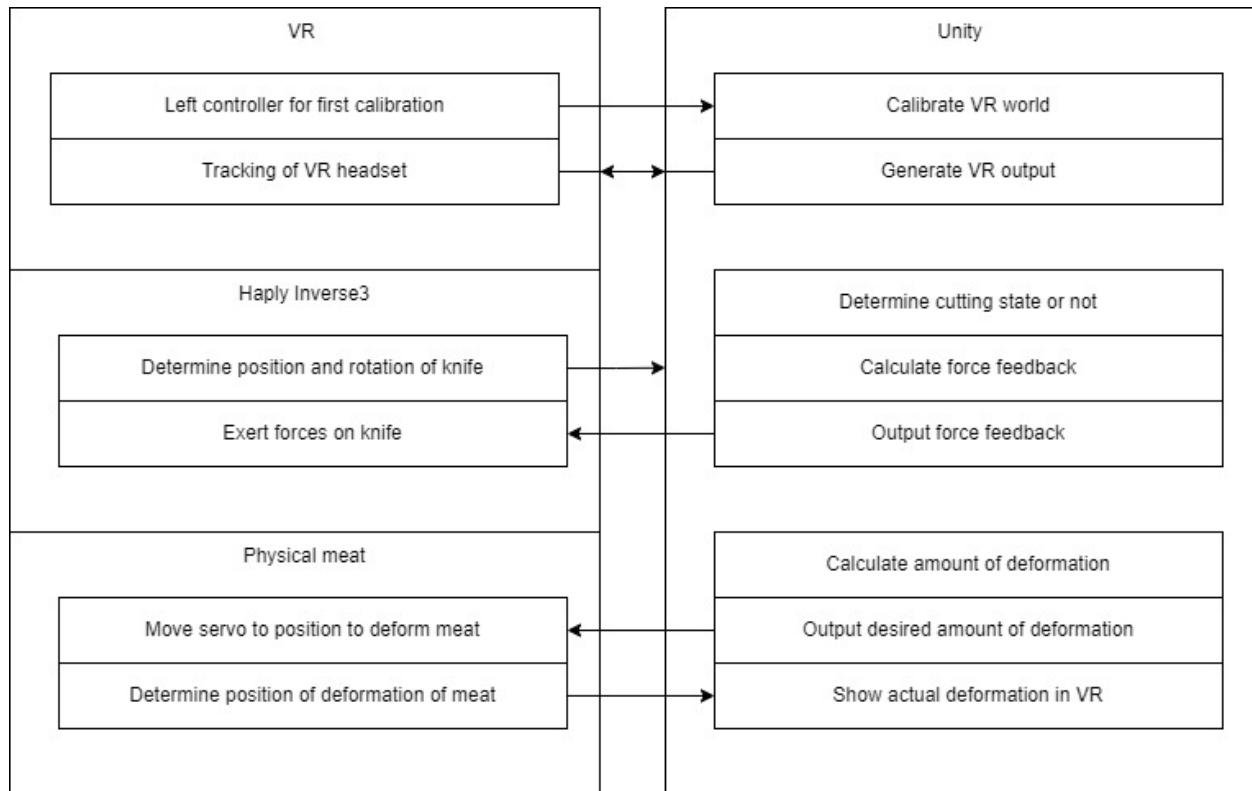 VR
Left controller for first calibration
Tracking of VR headset
Haply Inverse3
Determine position and rotation of knife
Exert forces on knife
Physical meat
Move servo to position to deform meat
Determine position of deformation of meat
Unity
Calibrate VR world
Generate VR output
Determine cutting state or not
Calculate force feedback
Output force feedback
Calculate amount of deformation
Output desired amount of deformation
Show actual deformation in VR